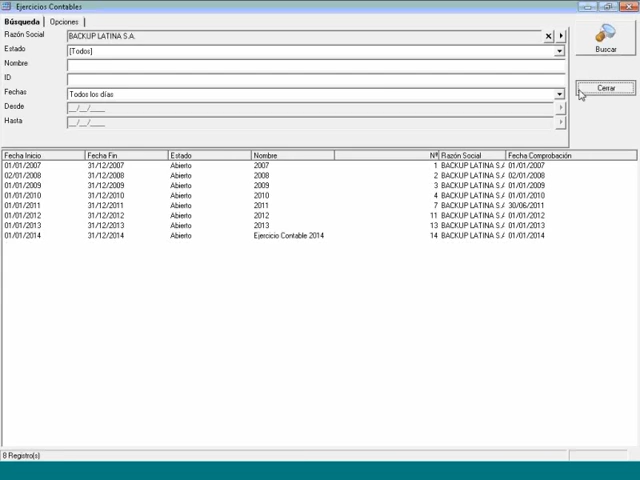 Ejercicios Contables
Búsqueda Opciones
Razón Social BACKUP LATINA S.A.
Estado [Todos]
Nombre
ID
Fechas Todos los días
Desde __/__/____
Hasta __/__/____
Buscar
Cerrar
Fecha Inicio Fecha Fin Estado Nombre Nº Razón Social Fecha Comprobación
01/01/2007 31/12/2007 Abierto 2007 1 BACKUP LATINA S.A 01/01/2007
02/01/2008 31/12/2008 Abierto 2008 2 BACKUP LATINA S.A 02/01/2008
01/01/2009 31/12/2009 Abierto 2009 3 BACKUP LATINA S.A 01/01/2009
01/01/2010 31/12/2010 Abierto 2010 4 BACKUP LATINA S.A 01/01/2010
01/01/2011 31/12/2011 Abierto 2011 7 BACKUP LATINA S.A 30/06/2011
01/01/2012 31/12/2012 Abierto 2012 11 BACKUP LATINA S.A 01/01/2012
01/01/2013 31/12/2013 Abierto 2013 13 BACKUP LATINA S.A 01/01/2013
01/01/2014 31/12/2014 Abierto Ejercicio Contable 2014 14 BACKUP LATINA S.A 01/01/2014
8 Registro(s)